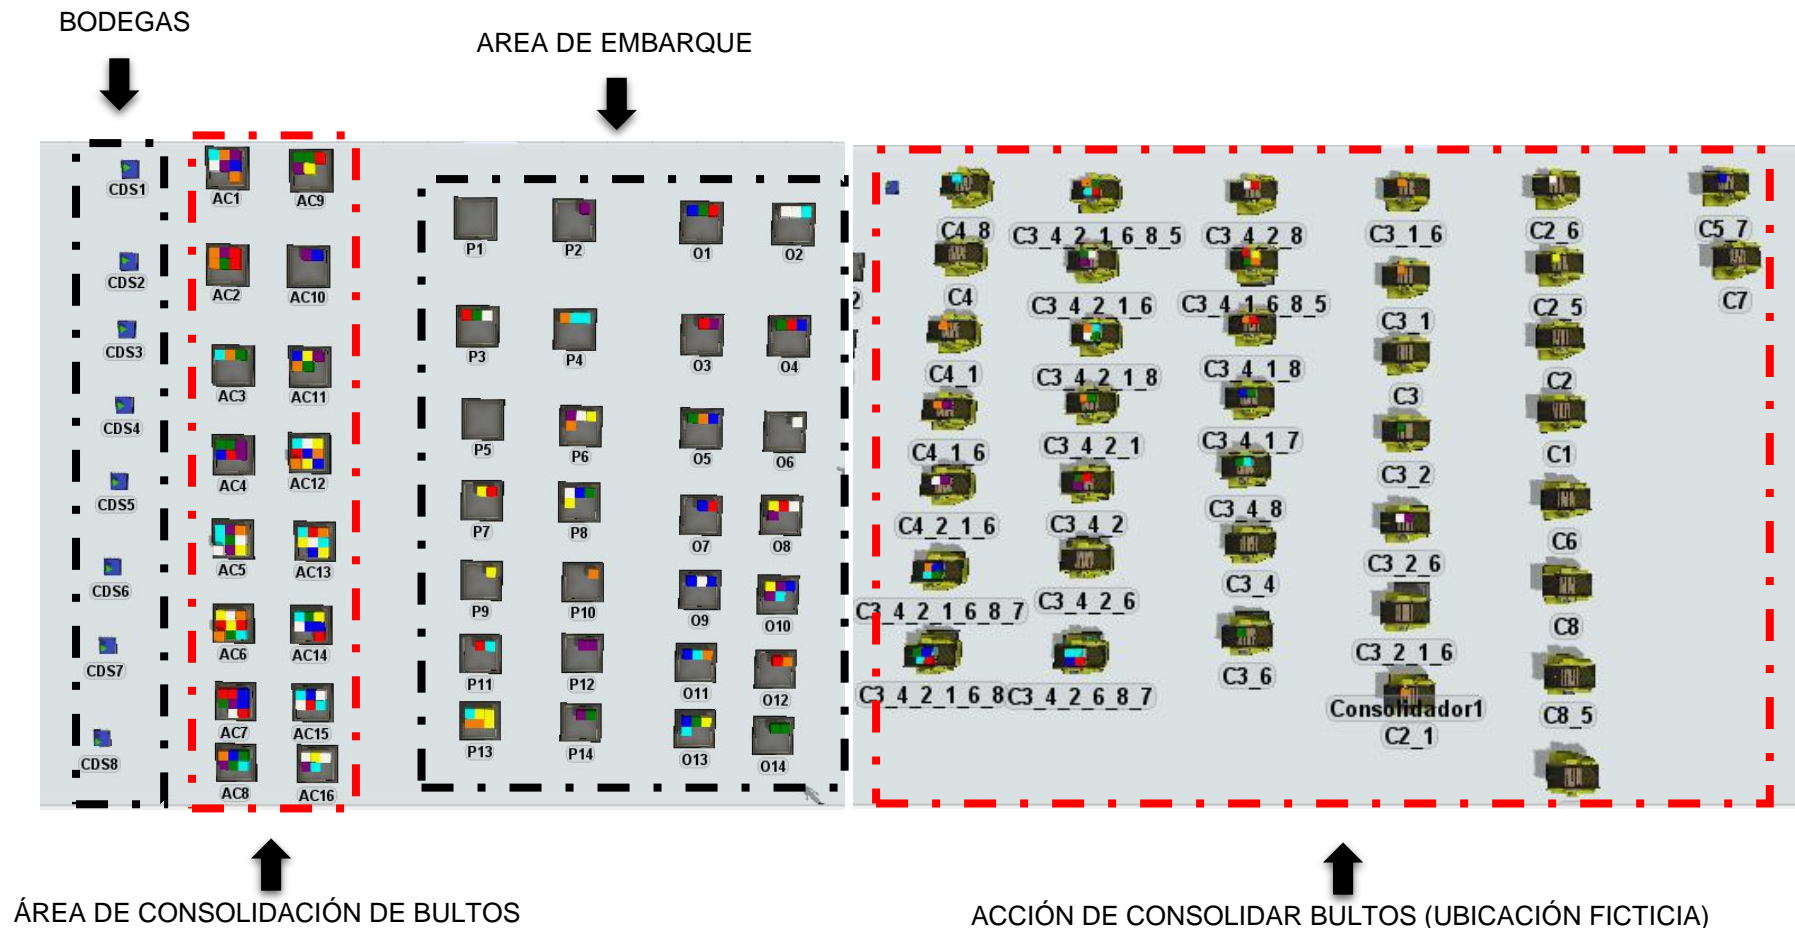 BODEGAS
AREA DE EMBARQUE
CDS1
CDS2
CDS3
CDS4
CDS5
CDS6
CDS7
CDS8
AC1
AC2
AC3
AC4
AC5
AC6
AC7
AC8
AC9
AC10
AC11
AC12
AC13
AC14
AC15
AC16
P1
P3
P5
P7
P9
P11
P13
P2
P4
P6
P8
P10
P12
P14
O1
O3
O5
O7
O9
O11
O13
O2
O4
O6
O8
O10
O12
O14
2
C4_8
C4
C4_1
C4_1_6
C4_2_1_6
C3_4_2_1_6_8_7
C3_4_2_1_6_8
C3_4_2_1_6_8_5
C3_4_2_1_6
C3_4_2_1_8
C3_4_2_1
C3_4_2
C3_4_2_6
C3_4_2_6_8_7
C3_4_2_8
C3_4_1_6_8_5
C3_4_1_8
C3_4_1_7
C3_4_8
C3_4
C3_6
C3_1_6
C3_1
C3
C3_2
C3_2_6
C3_2_1_6
Consolidador1
C2_1
C2_6
C2_5
C2
C1
C6
C8
C8_5
C5_7
C7
ÁREA DE CONSOLIDACIÓN DE BULTOS
ACCIÓN DE CONSOLIDAR BULTOS (UBICACIÓN FICTICIA)